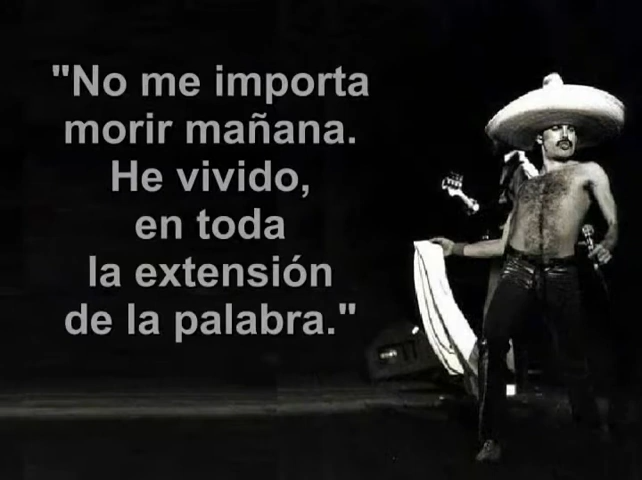 "No me importa
morir mañana.
He vivido,
en toda
la extensión
de la palabra."